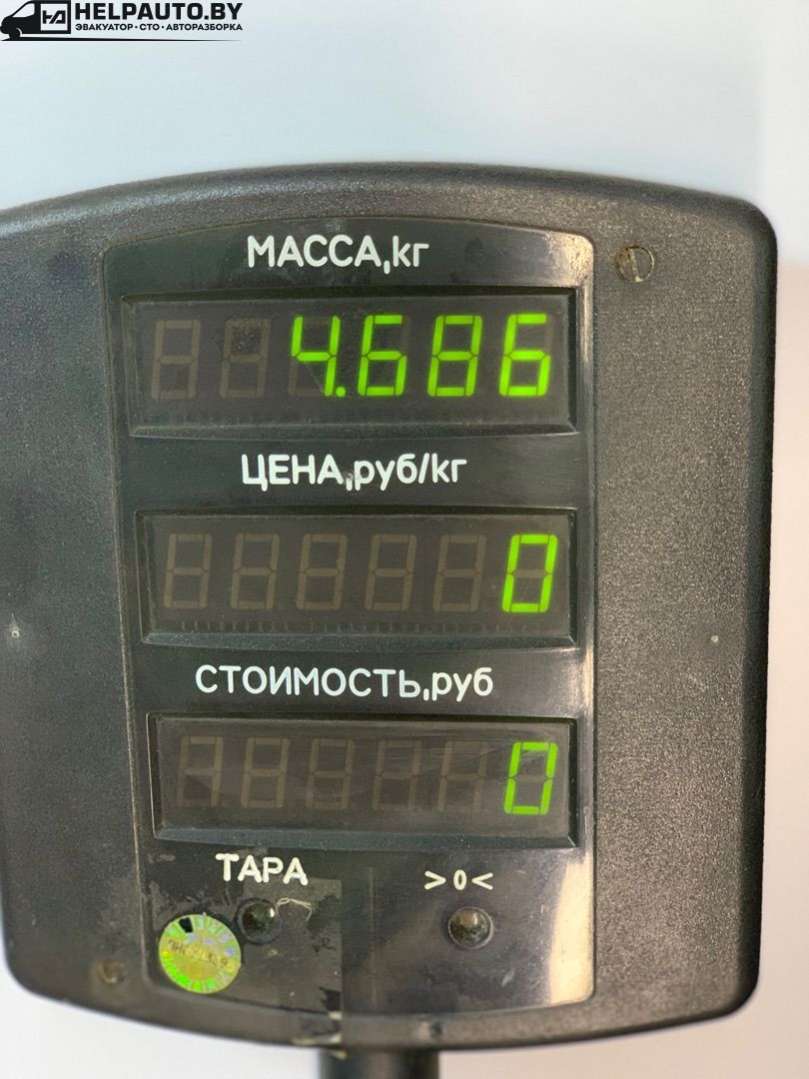 HELPAUTO.BY
ЭВАКУАТОР • СТО • АВТОРАЗБОРКА
МАССА,кг
4.686
ЦЕНА,руб/кг
0
СТОИМОСТЬ,руб
0
ТАРА >0<